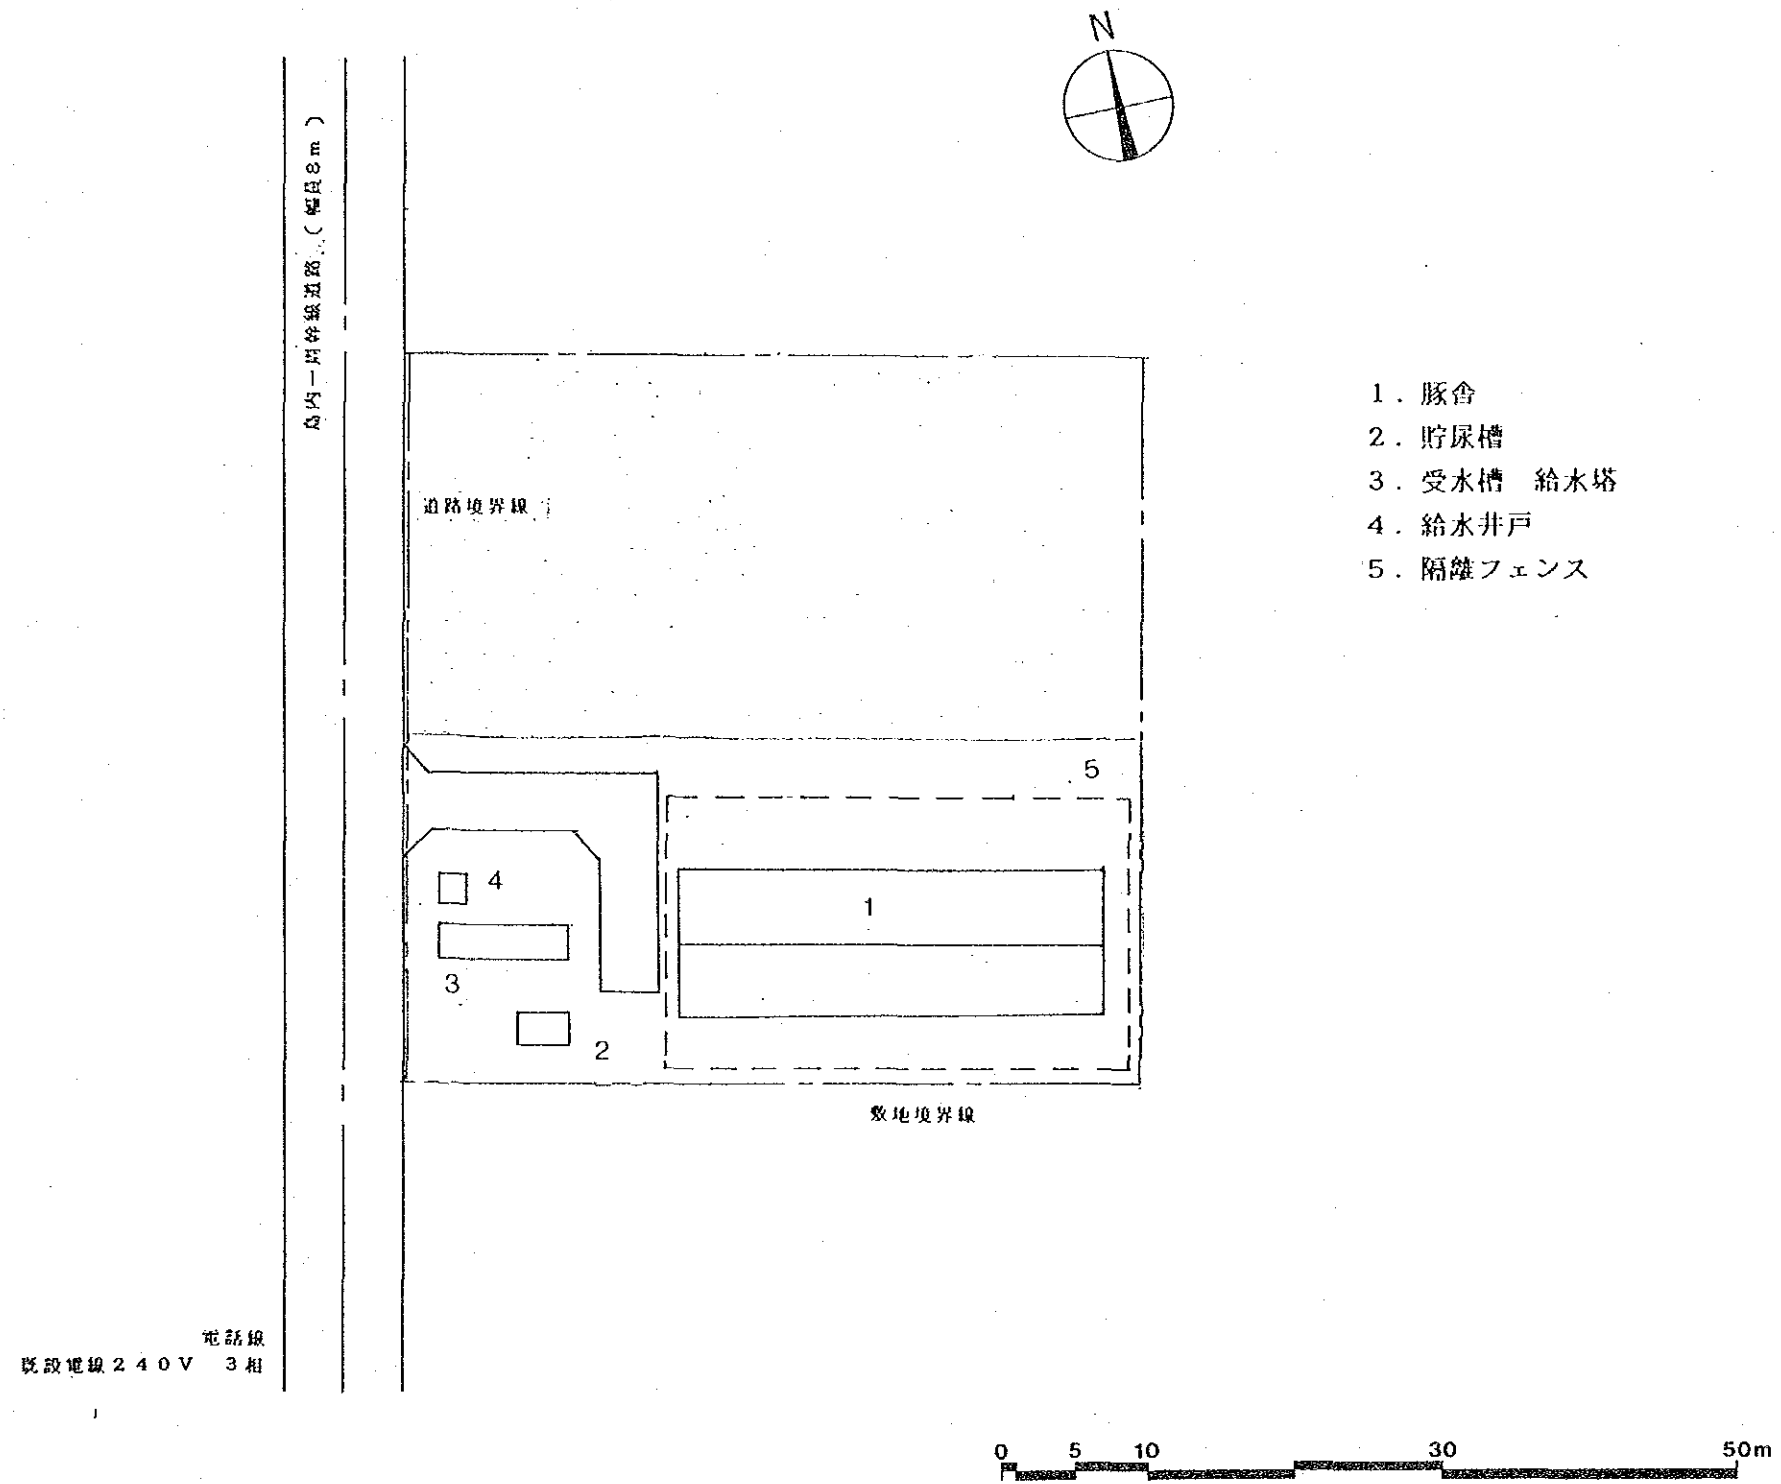 N
島内一周幹線道路（幅員8m）
1．豚舎
2．貯尿槽
3．受水槽　給水塔
4．給水井戸
5．隔離フェンス
道路境界線
5
4
1
3
2
敷地境界線
電話線
既設電線240V　3相
0 5 10 30 50m